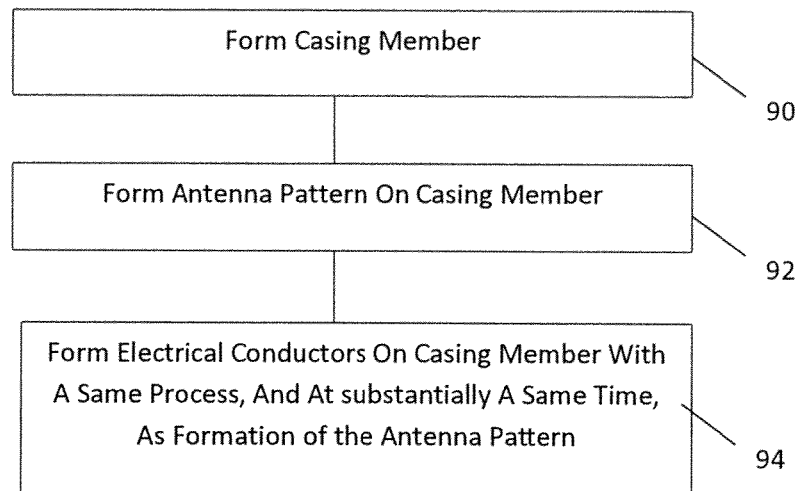 Form Casing Member
90
Form Antenna Pattern On Casing Member
92
Form Electrical Conductors On Casing Member With
A Same Process, And At substantially A Same Time,
As Formation of the Antenna Pattern
94